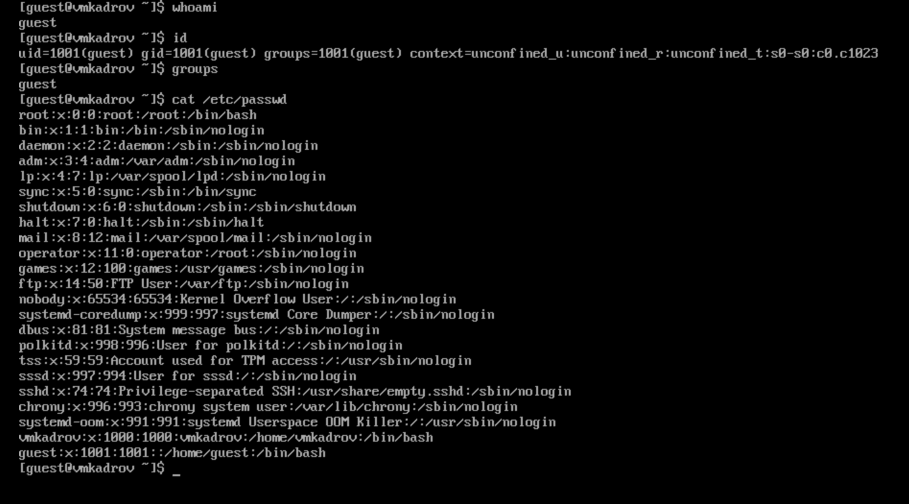 [guest@vmkadrov ~]$ whoami
guest
[guest@vmkadrov ~]$ id
uid=1001(guest) gid=1001(guest) groups=1001(guest) context=unconfined_u:unconfined_r:unconfined_t:s0-s0:c0.c1023
[guest@vmkadrov ~]$ groups
guest
[guest@vmkadrov ~]$ cat /etc/passwd
root:x:0:0:root:/root:/bin/bash
bin:x:1:1:bin:/bin:/sbin/nologin
daemon:x:2:2:daemon:/sbin:/sbin/nologin
adm:x:3:4:adm:/var/adm:/sbin/nologin
lp:x:4:7:lp:/var/spool/lpd:/sbin/nologin
sync:x:5:0:sync:/sbin:/bin/sync
shutdown:x:6:0:shutdown:/sbin:/sbin/shutdown
halt:x:7:0:halt:/sbin:/sbin/halt
mail:x:8:12:mail:/var/spool/mail:/sbin/nologin
operator:x:11:0:operator:/root:/sbin/nologin
games:x:12:100:games:/usr/games:/sbin/nologin
ftp:x:14:50:FTP User:/var/ftp:/sbin/nologin
nobody:x:65534:65534:Kernel Overflow User:/:/sbin/nologin
systemd-coredump:x:999:997:systemd Core Dumper:/:/sbin/nologin
dbus:x:81:81:System message bus:/:/sbin/nologin
polkitd:x:998:996:User for polkitd:/:/sbin/nologin
tss:x:59:59:Account used for TPM access:/:/usr/sbin/nologin
sssd:x:997:994:User for sssd:/:/sbin/nologin
sshd:x:74:74:Privilege-separated SSH:/usr/share/empty.sshd:/sbin/nologin
chrony:x:996:993:chrony system user:/var/lib/chrony:/sbin/nologin
systemd-oom:x:991:991:systemd Userspace OOM Killer:/:/usr/sbin/nologin
vmkadrov:x:1000:1000:vmkadrov:/home/vmkadrov:/bin/bash
guest:x:1001:1001::/home/guest:/bin/bash
[guest@vmkadrov ~]$ _